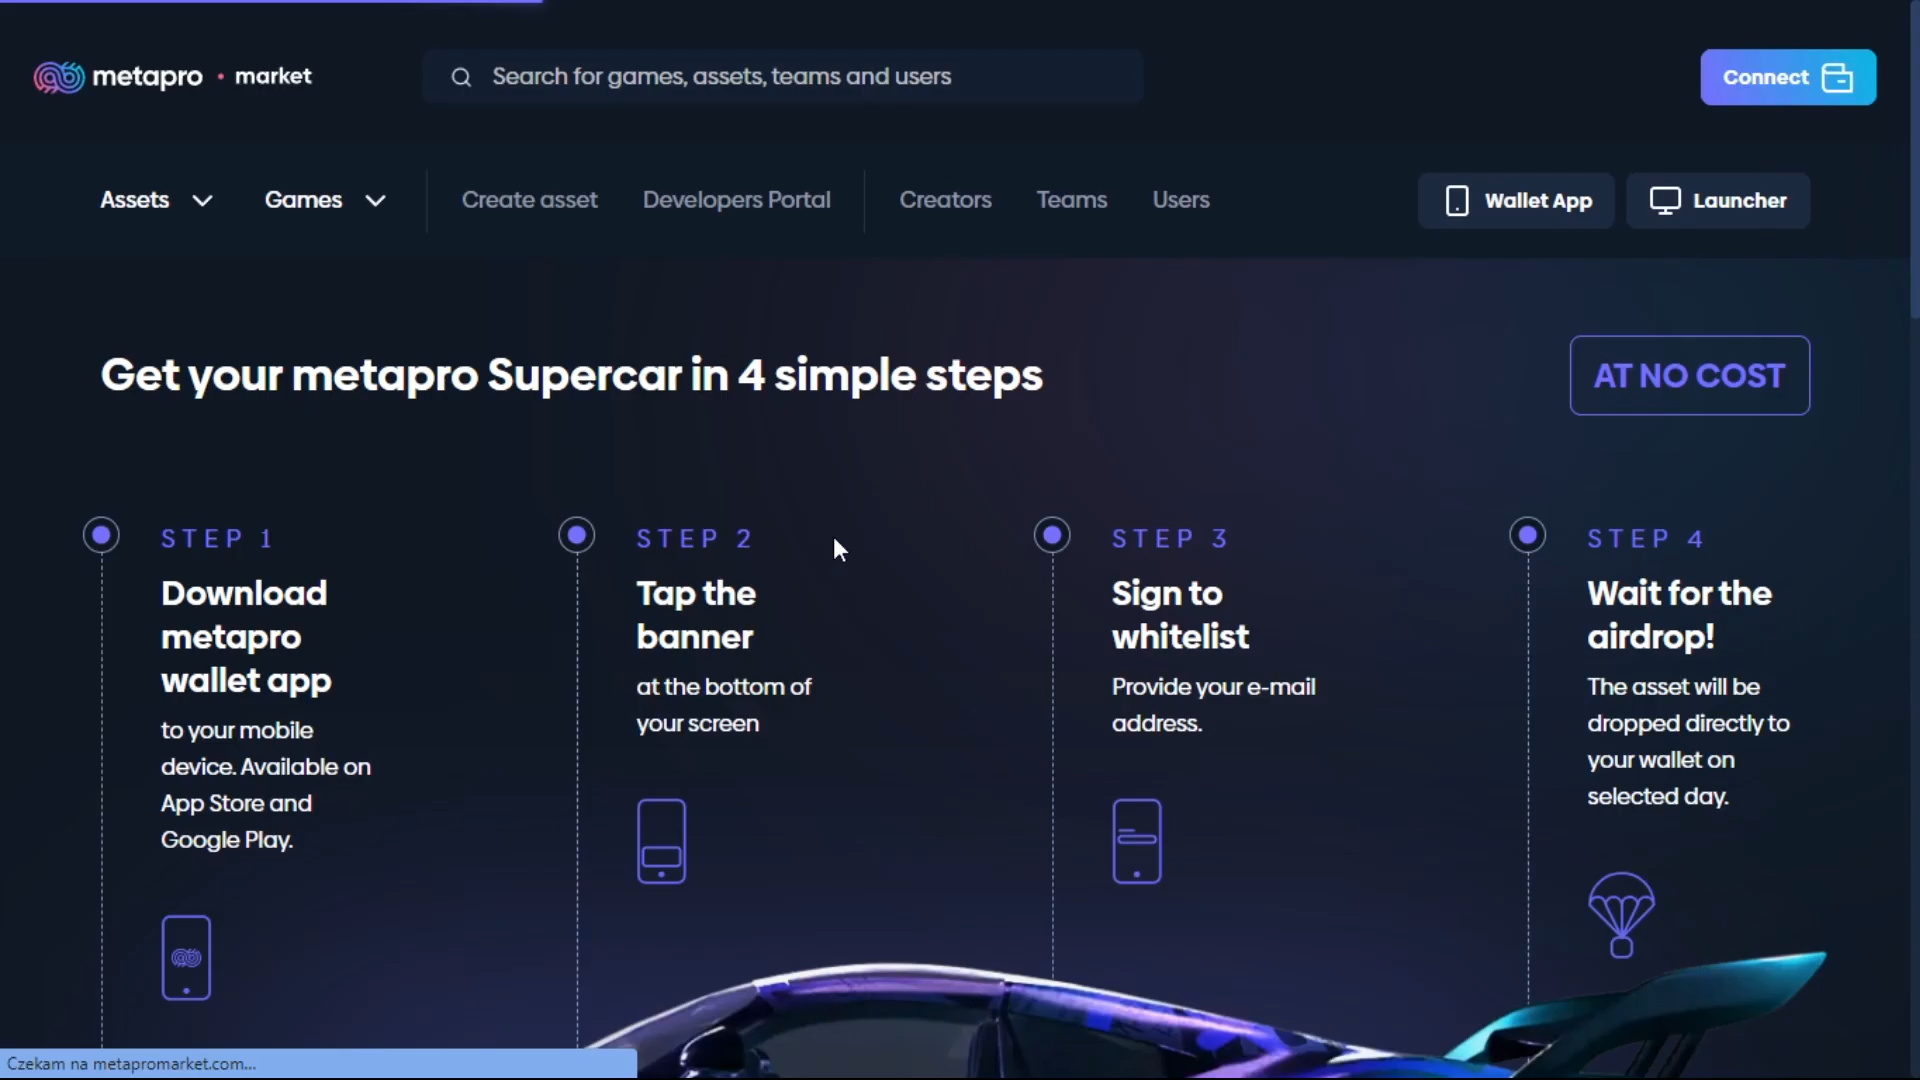 metapro • market
Search for games, assets, teams and users
Connect
Assets
Games
Create asset
Developers Portal
Creators
Teams
Users
Wallet App
Launcher
Get your metapro Supercar in 4 simple steps
AT NO COST
STEP 1
Download
metapro
wallet app
to your mobile
device. Available on
App Store and
Google Play.
STEP 2
Tap the
banner
at the bottom of
your screen
STEP 3
Sign to
whitelist
Provide your e-mail
address.
STEP 4
Wait for the
airdrop!
The asset will be
dropped directly to
your wallet on
selected day.
Czekam na metapromarket.com...